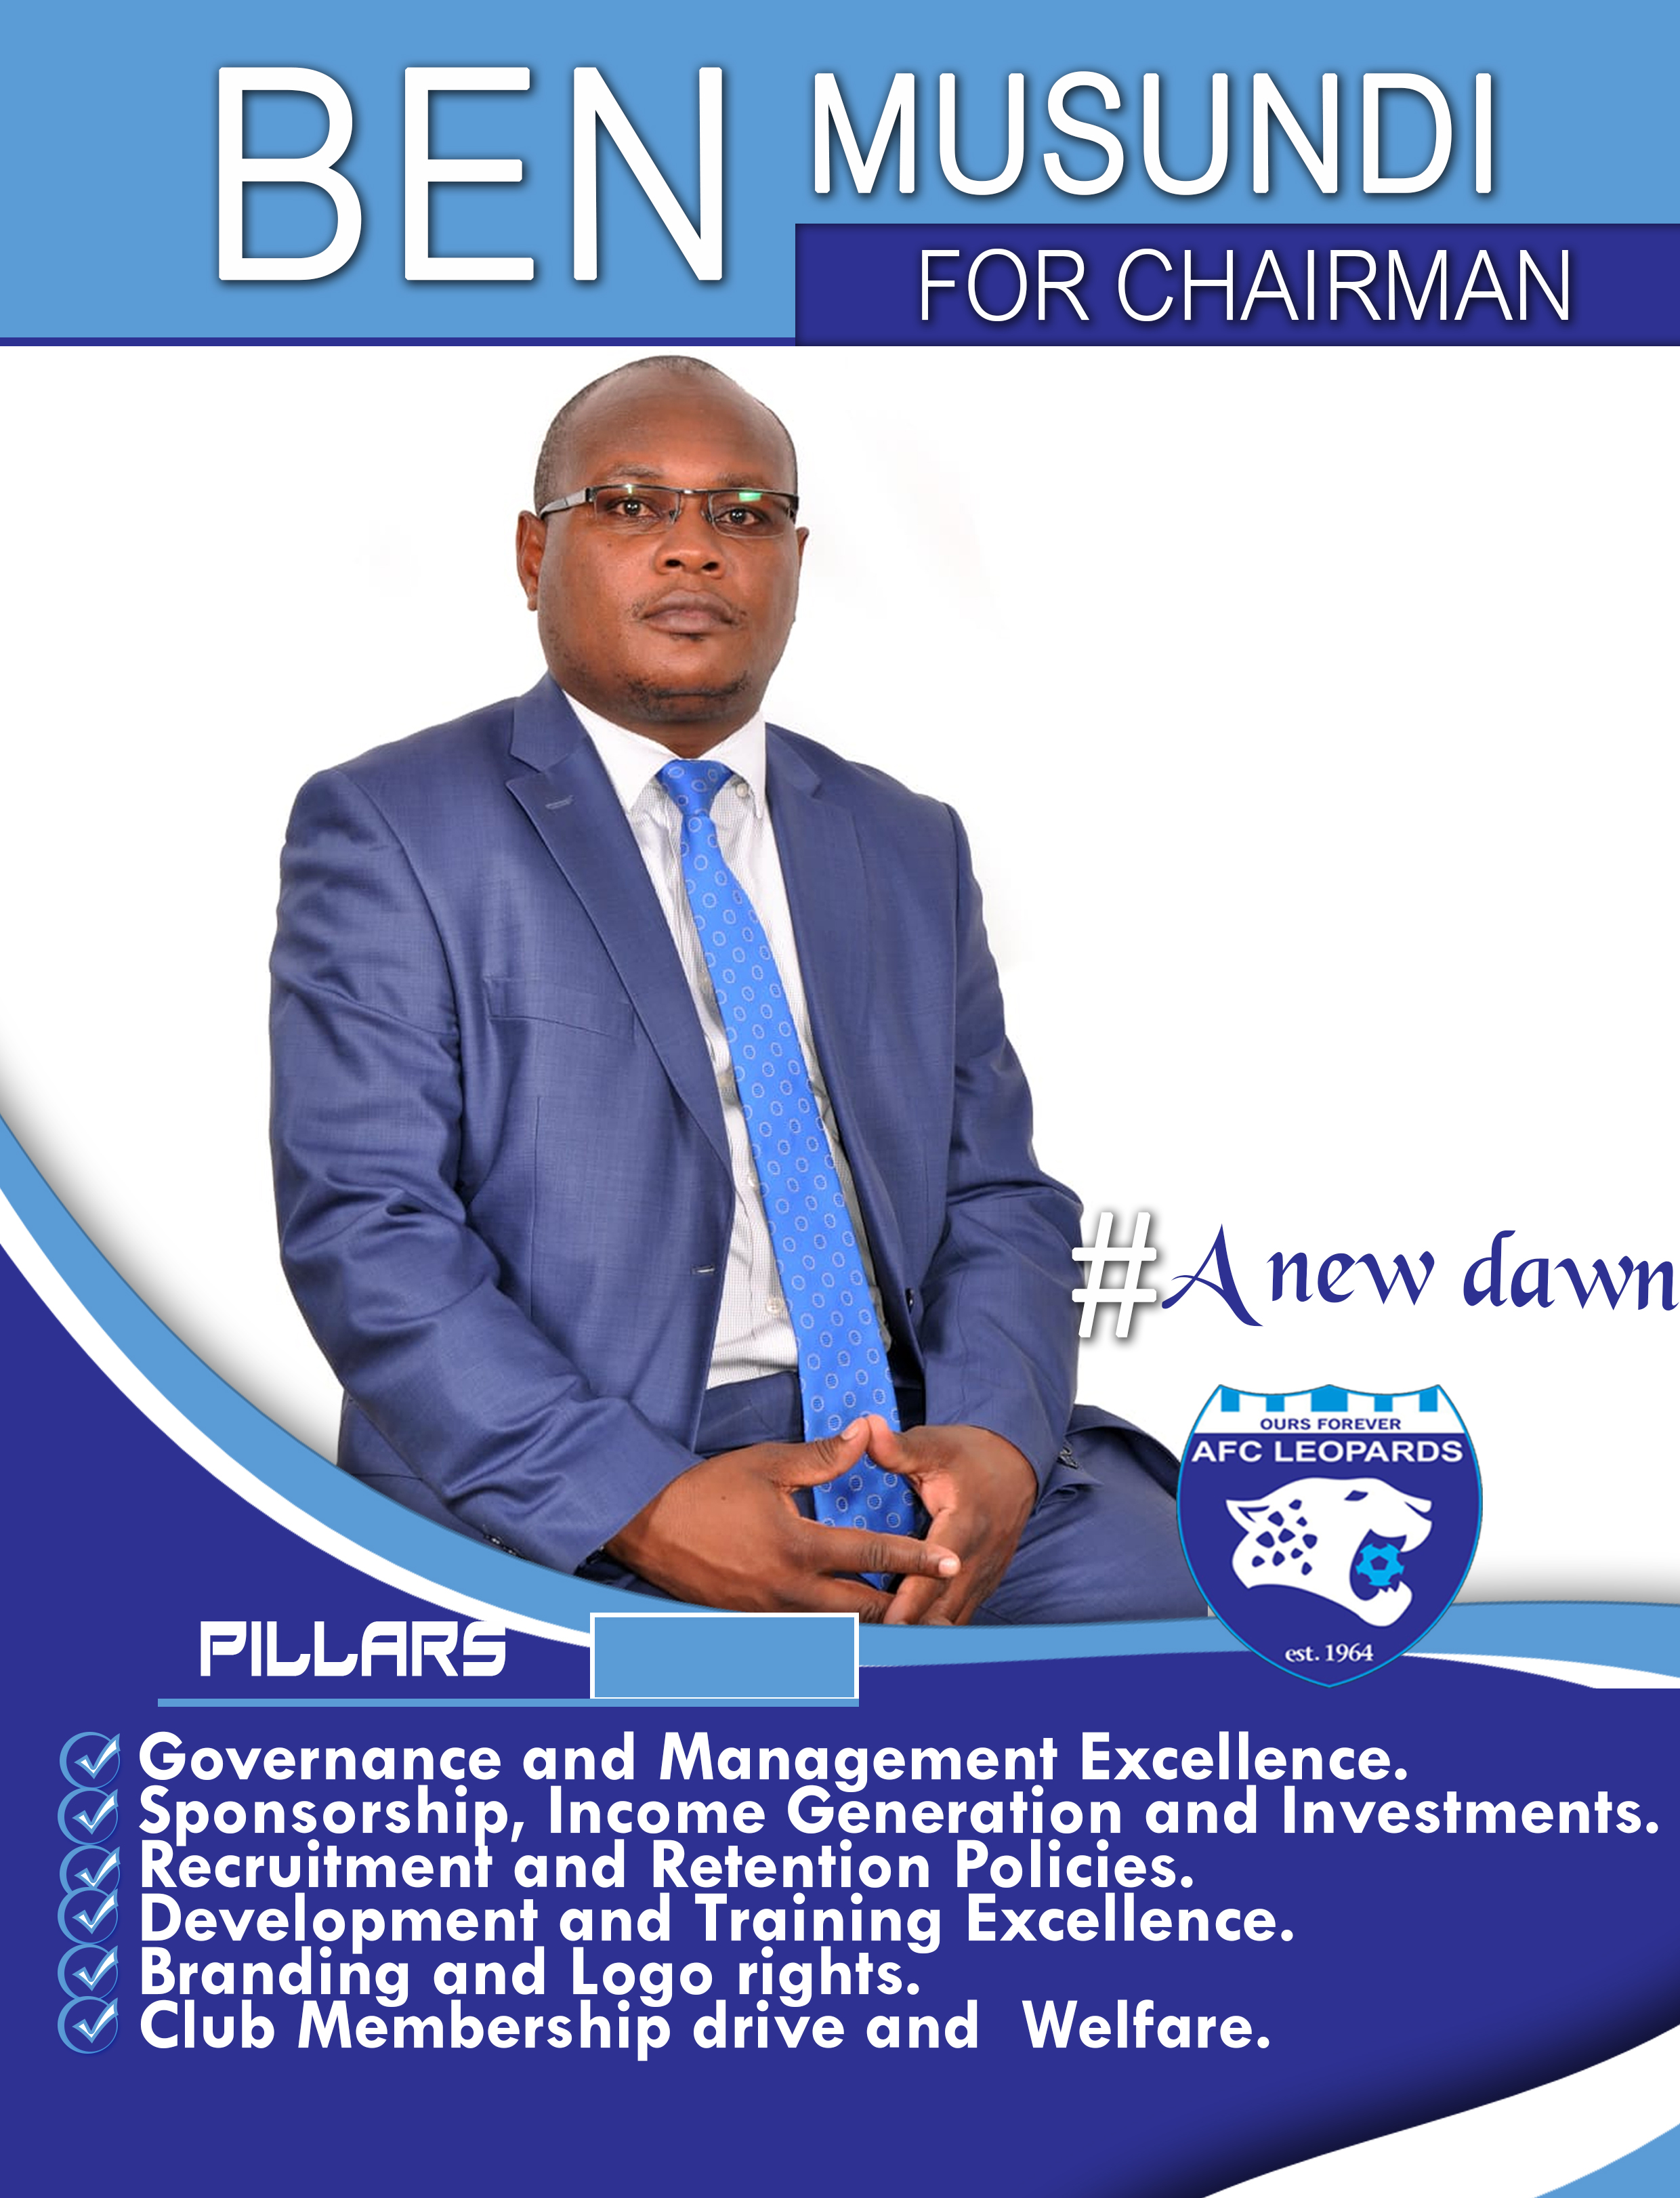 BEN MUSUNDI
FOR CHAIRMAN
#A new dawn
OURS FOREVER
AFC LEOPARDS
est. 1964
PILLARS
Governance and Management Excellence.
Sponsorship, Income Generation and Investments.
Recruitment and Retention Policies.
Development and Training Excellence.
Branding and Logo rights.
Club Membership drive and Welfare.